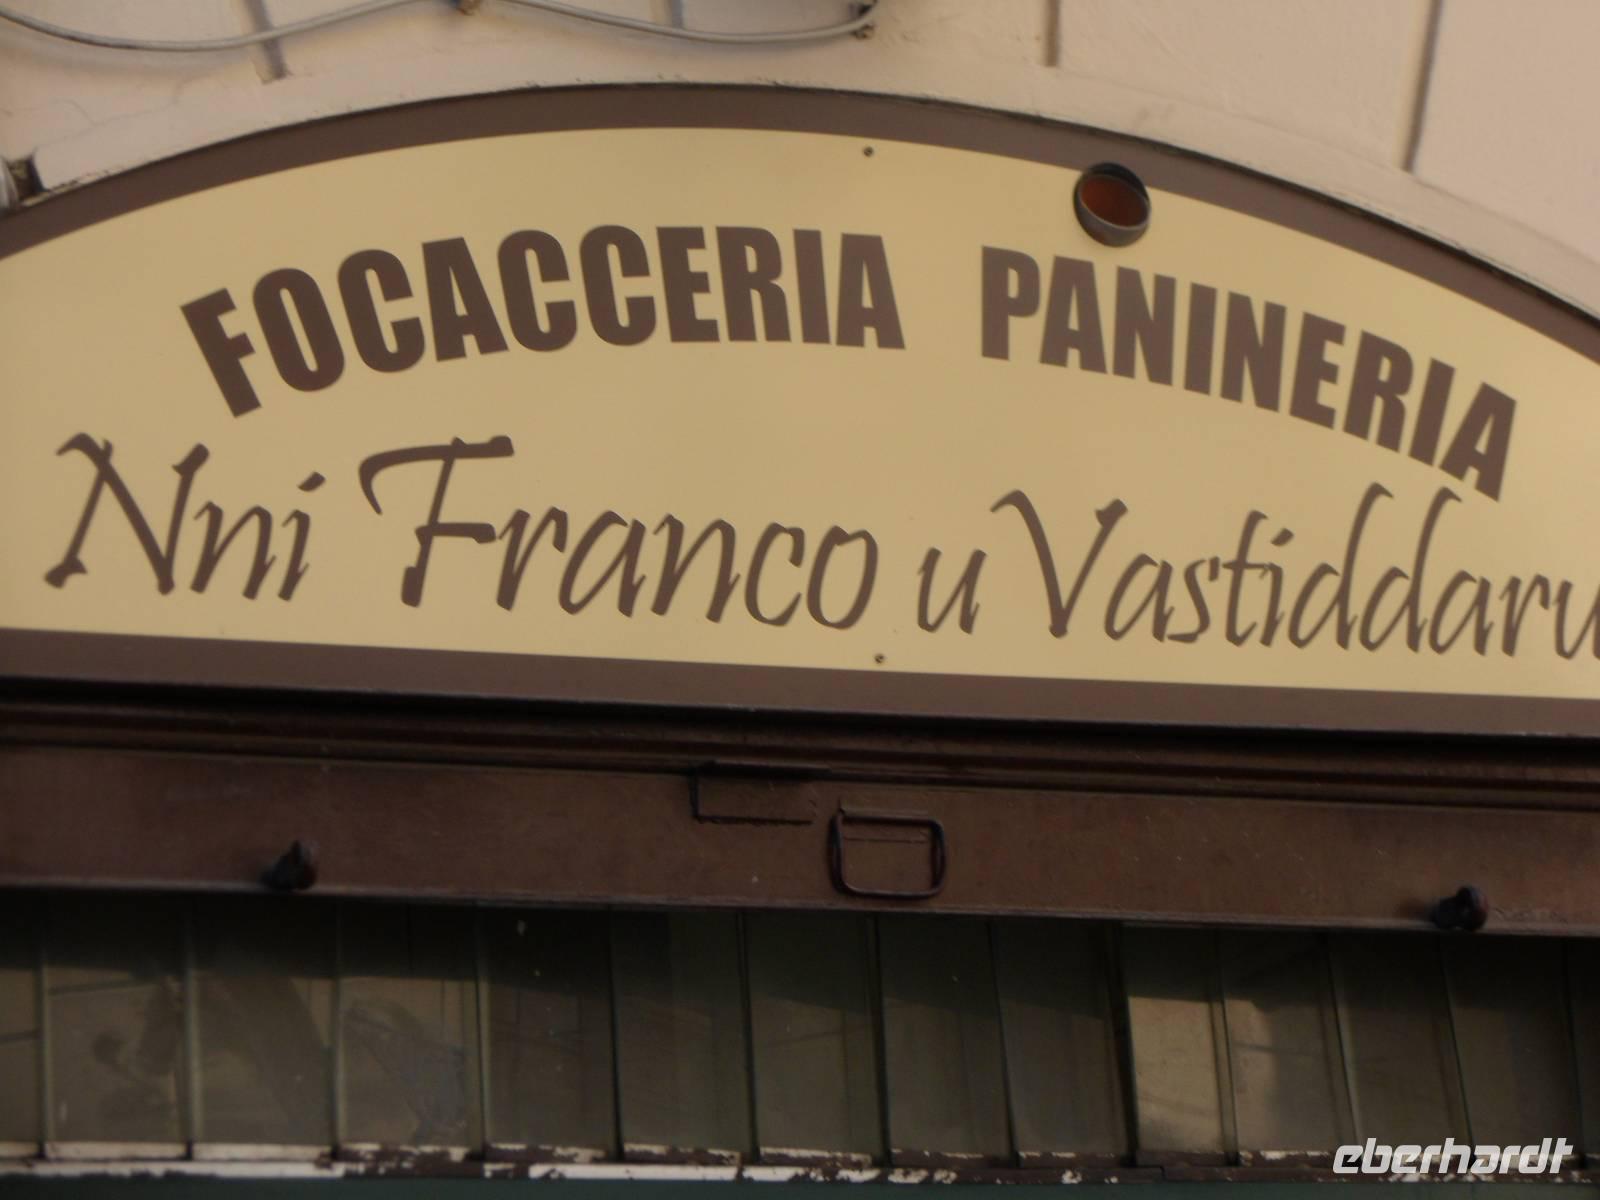 FOCACCERIA PANINERIA
Nni Franco u Vastiddaru
eberhardt